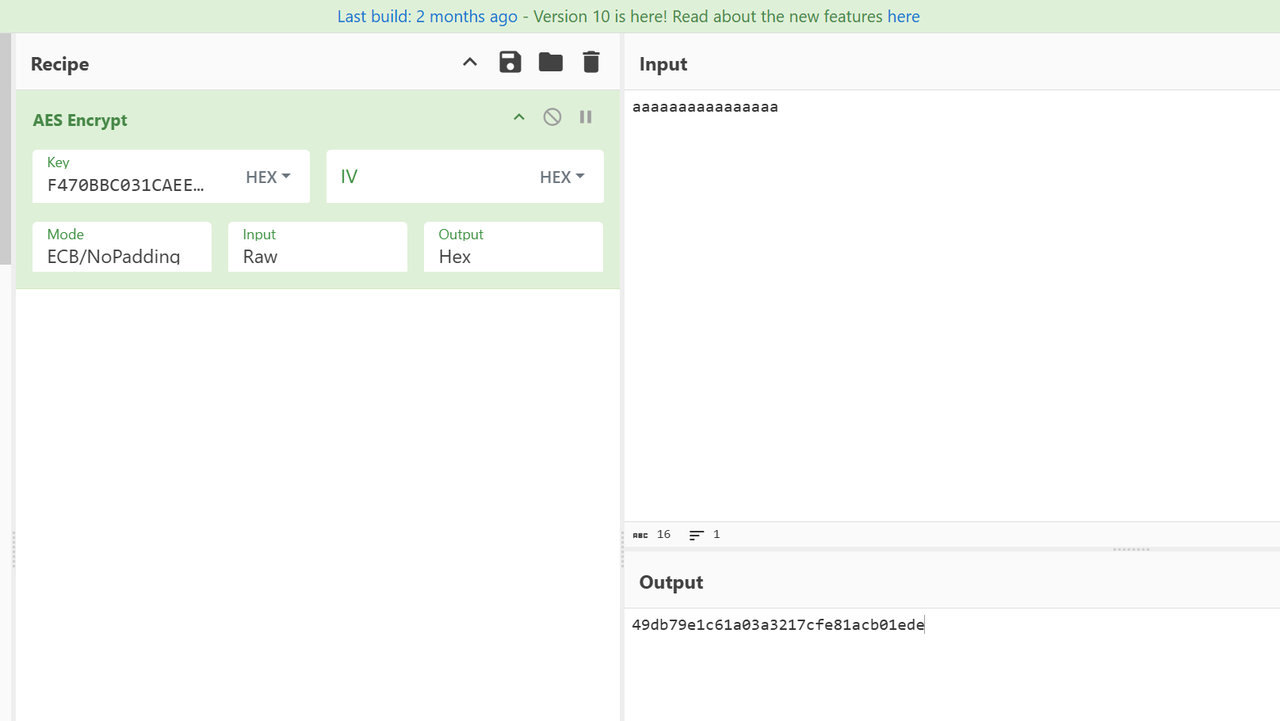 Last build: 2 months ago - Version 10 is here! Read about the new features here
Recipe
AES Encrypt
Key
F470BBC031CAEE…
HEX
IV
HEX
Mode
ECB/NoPadding
Input
Raw
Output
Hex
Input
aaaaaaaaaaaaaaaa
ABC 16 1
Output
49db79e1c61a03a3217cfe81acb01ede